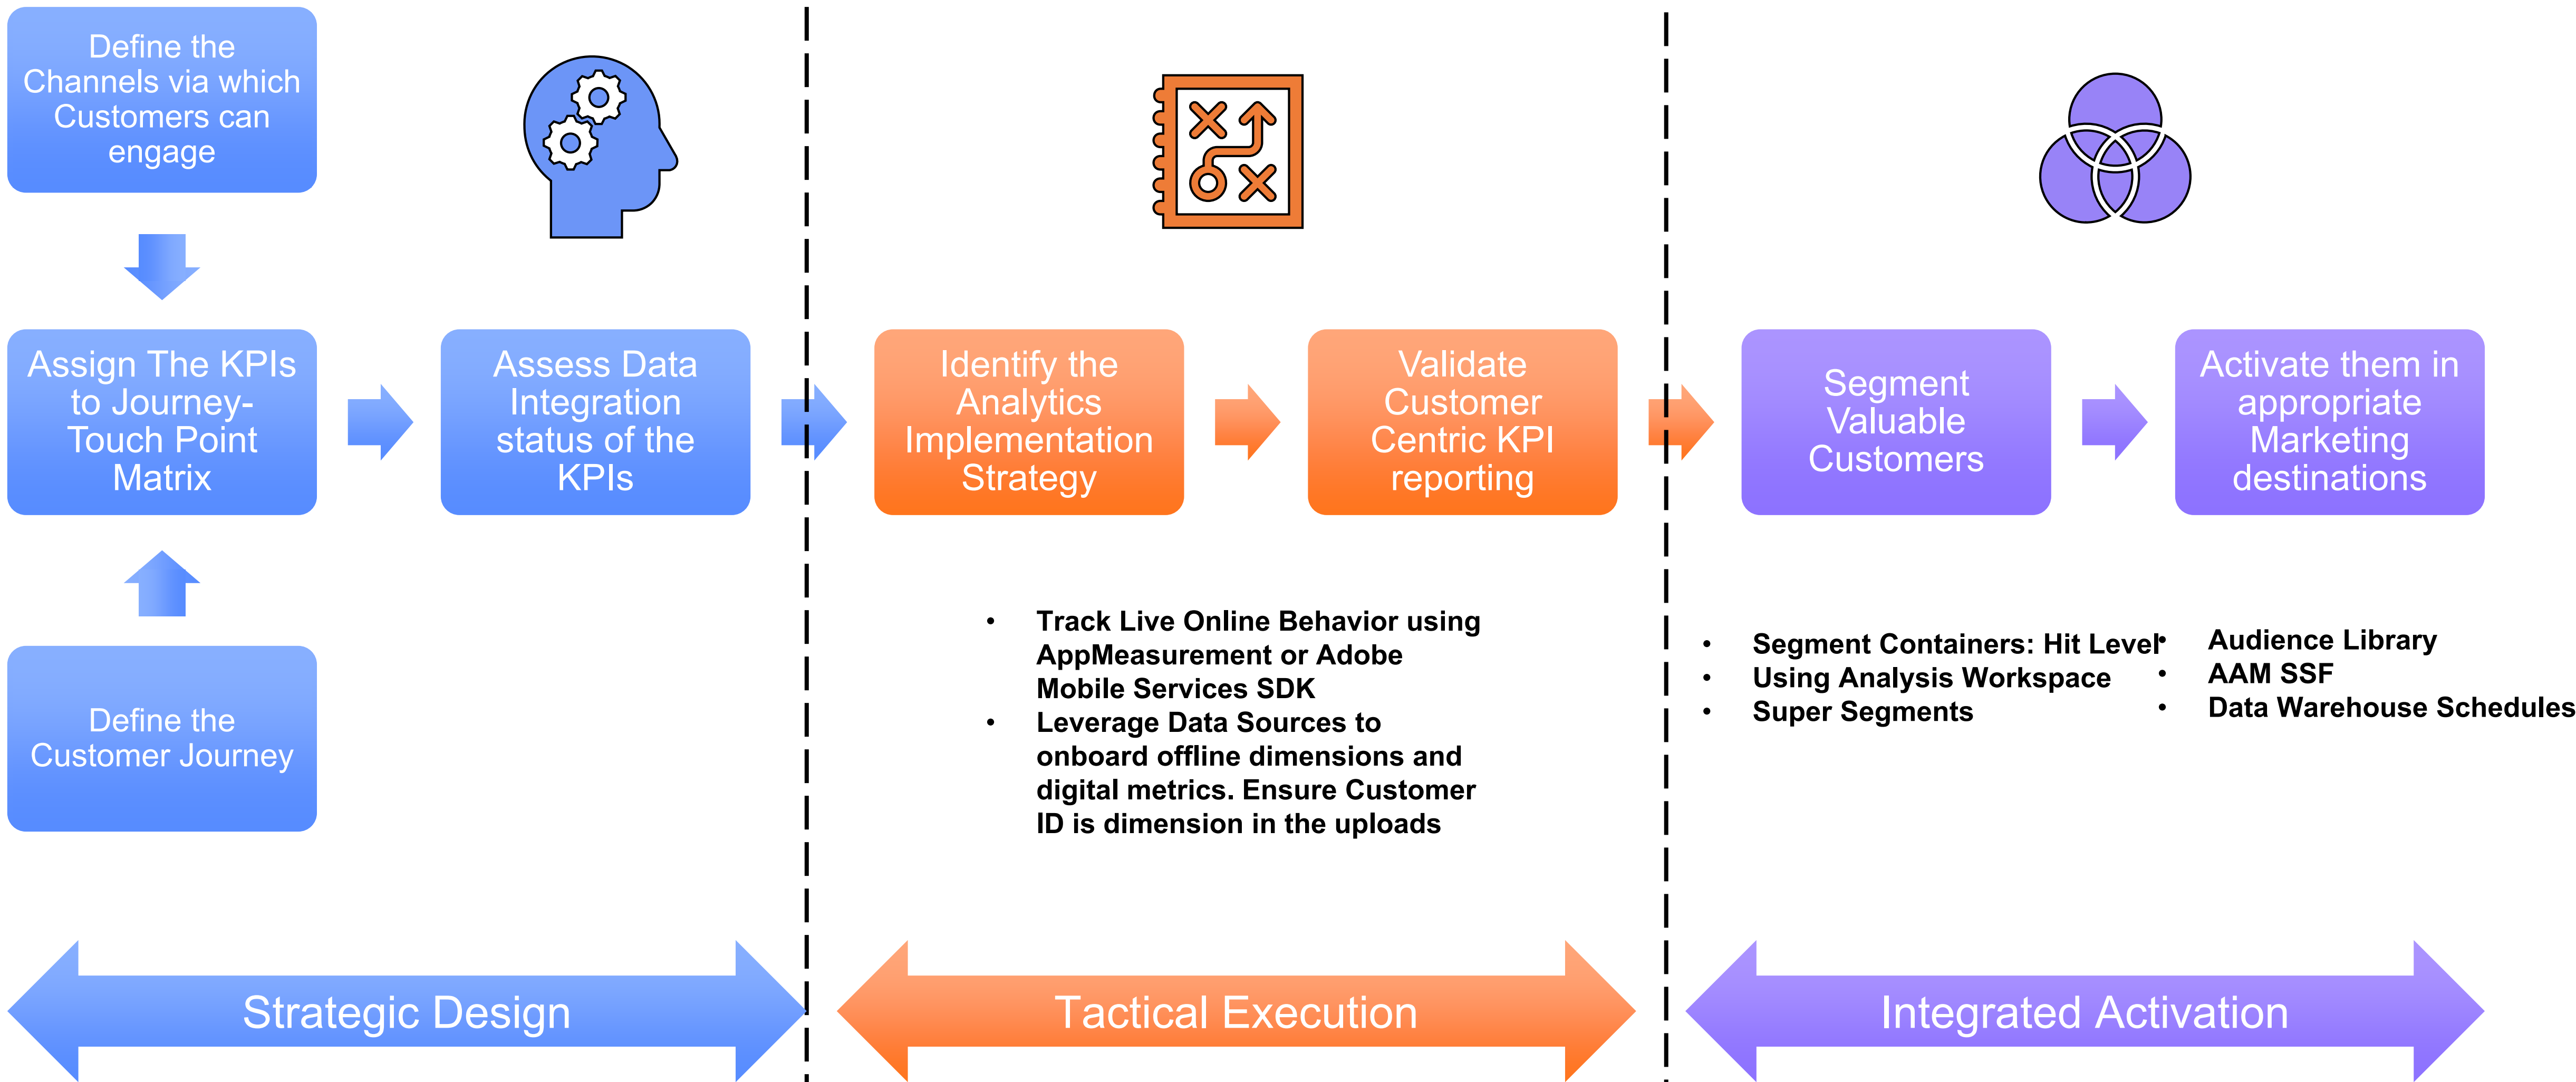 Define the
Channels via which
Customers can
engage
Assign The KPIs
to Journey-
Touch Point
Matrix
Define the
Customer Journey
Assess Data
Integration
status of the
KPIs
Identify the
Analytics
Implementation
Strategy
Validate
Customer
Centric KPI
reporting
• Track Live Online Behavior using
AppMeasurement or Adobe
Mobile Services SDK
• Leverage Data Sources to
onboard offline dimensions and
digital metrics. Ensure Customer
ID is dimension in the uploads
Segment
Valuable
Customers
Activate them in
appropriate
Marketing
destinations
• Segment Containers: Hit Level
• Using Analysis Workspace
• Super Segments
• Audience Library
• AAM SSF
• Data Warehouse Schedules
Strategic Design
Tactical Execution
Integrated Activation